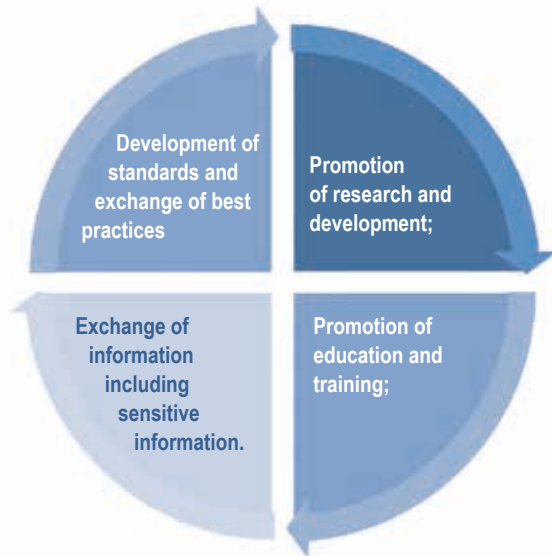 Development of
standards and
exchange of best
practices
Promotion
of research and
development;
Exchange of
information
including
sensitive
information.
Promotion of
education and
training;